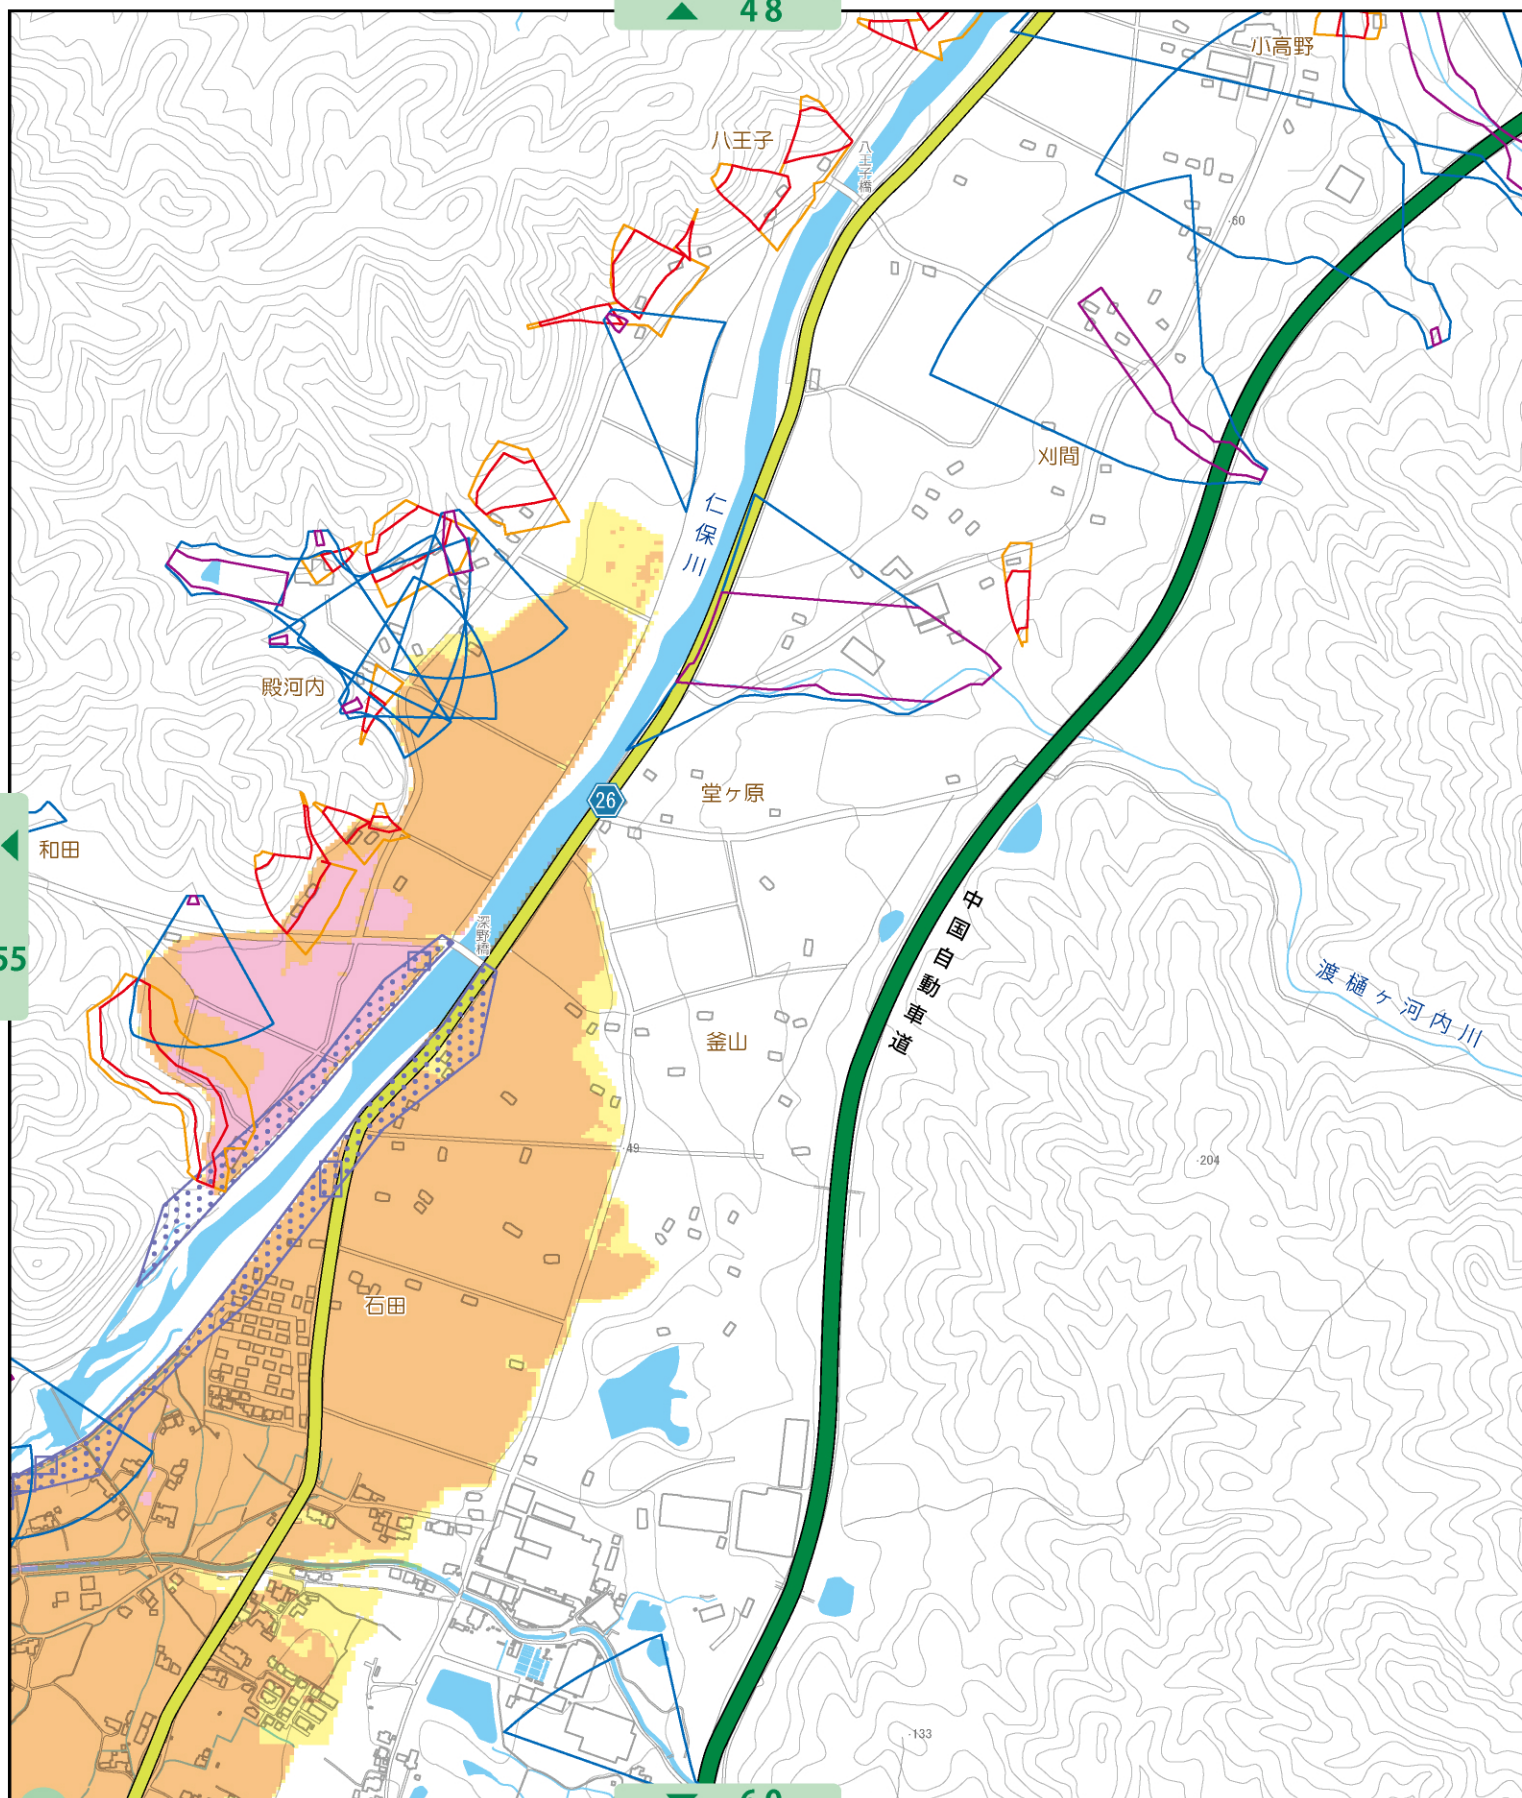 ▲ 48
小高野
八王子
八王子橋
60
刈間
仁保川
殿河内
26
堂ヶ原
◀
和田
55
深野橋
中国自動車道
渡樋ヶ河内川
釜山
49
204
石田
133